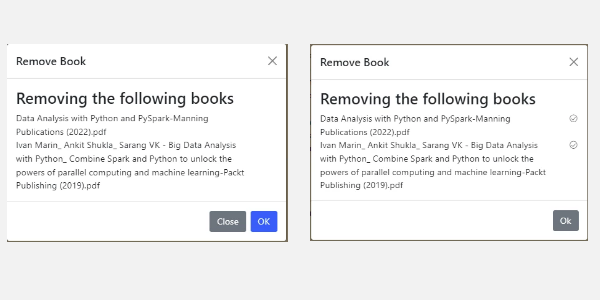 Remove Book
Removing the following books
Data Analysis with Python and PySpark-Manning
Publications (2022).pdf
Ivan Marin_ Ankit Shukla_ Sarang VK - Big Data Analysis
with Python_ Combine Spark and Python to unlock the
powers of parallel computing and machine learning-Packt
Publishing (2019).pdf
Close OK
Remove Book
Removing the following books
Data Analysis with Python and PySpark-Manning
Publications (2022).pdf
Ivan Marin_ Ankit Shukla_ Sarang VK - Big Data Analysis
with Python_ Combine Spark and Python to unlock the
powers of parallel computing and machine learning-Packt
Publishing (2019).pdf
Ok